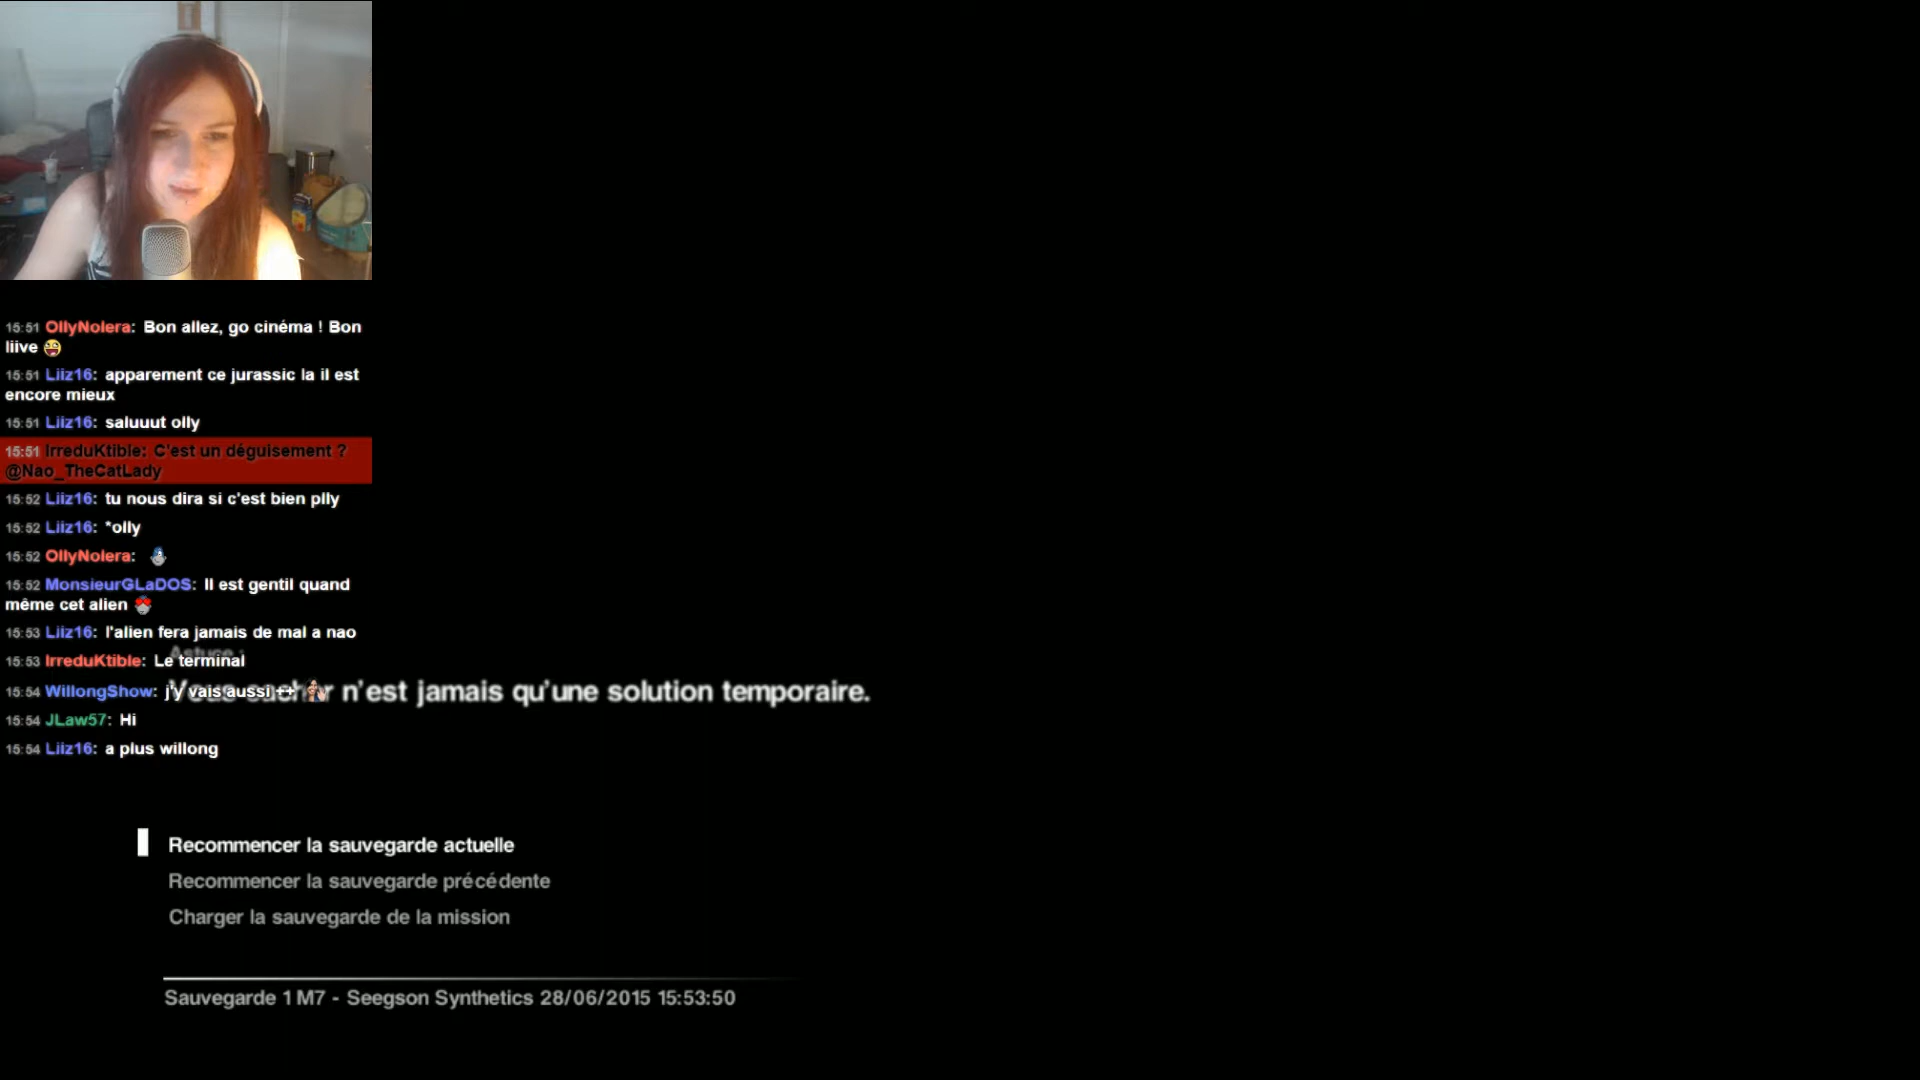 15:51 OllyNolera: Bon allez, go cinéma ! Bon
liive
15:51 Liiz16: apparement ce jurassic la il est
encore mieux
15:51 Liiz16: saluuut olly
15:51 IrreduKtible: C'est un déguisement ?
@Nao_TheCatLady
15:52 Liiz16: tu nous dira si c'est bien plly
15:52 Liiz16: *olly
15:52 OllyNolera:
15:52 MonsieurGLaDOS: Il est gentil quand
même cet alien
15:53 Liiz16: l'alien fera jamais de mal a nao
Astuce :
15:53 IrreduKtible: Le terminal
15:54 WillongShow: j'y vais aussi ++
Vous cacher n'est jamais qu'une solution temporaire.
15:54 JLaw57: Hi
15:54 Liiz16: a plus willong
Recommencer la sauvegarde actuelle
Recommencer la sauvegarde précédente
Charger la sauvegarde de la mission
Sauvegarde 1 M7 - Seegson Synthetics 28/06/2015 15:53:50